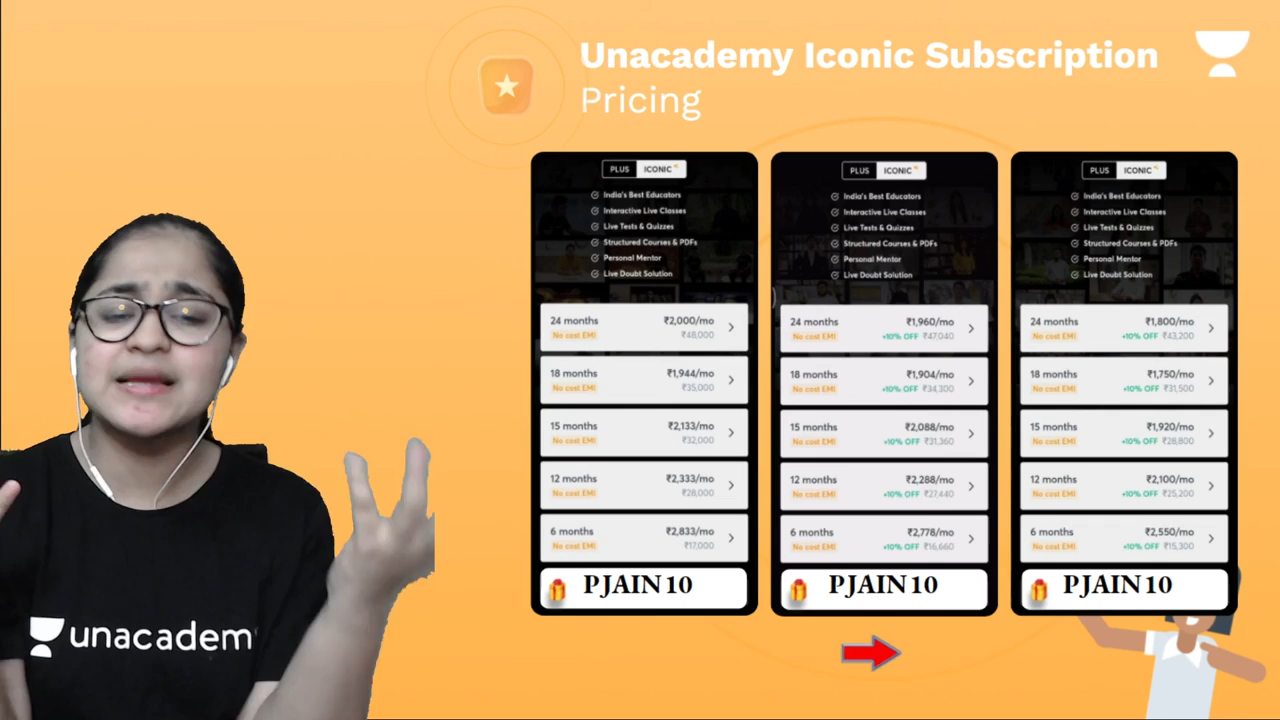 Unacademy Iconic Subscription
Pricing
PLUS ICONIC
India's Best Educators
Interactive Live Classes
Live Tests & Quizzes
Structured Courses & PDFs
Personal Mentor
Live Doubt Solution
24 months ₹2,000/mo
No cost EMI ₹48,000
18 months ₹1,944/mo
No cost EMI ₹35,000
15 months ₹2,133/mo
No cost EMI ₹32,000
12 months ₹2,333/mo
No cost EMI ₹28,000
6 months ₹2,833/mo
No cost EMI ₹17,000
PJAIN10
PLUS ICONIC
India's Best Educators
Interactive Live Classes
Live Tests & Quizzes
Structured Courses & PDFs
Personal Mentor
Live Doubt Solution
24 months ₹1,960/mo
No cost EMI +10% OFF ₹47,040
18 months ₹1,904/mo
No cost EMI +10% OFF ₹34,300
15 months ₹2,088/mo
No cost EMI +10% OFF ₹31,360
12 months ₹2,288/mo
No cost EMI +10% OFF ₹27,440
6 months ₹2,778/mo
No cost EMI +10% OFF ₹16,660
PJAIN10
PLUS ICONIC
India's Best Educators
Interactive Live Classes
Live Tests & Quizzes
Structured Courses & PDFs
Personal Mentor
Live Doubt Solution
24 months ₹1,800/mo
No cost EMI +10% OFF ₹43,200
18 months ₹1,750/mo
No cost EMI +10% OFF ₹31,500
15 months ₹1,920/mo
No cost EMI +10% OFF ₹28,800
12 months ₹2,100/mo
No cost EMI +10% OFF ₹25,200
6 months ₹2,550/mo
No cost EMI +10% OFF ₹15,300
PJAIN10
unacadem